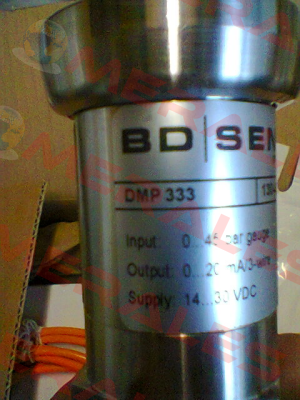 BD|SEN
DMP 333 130-
Input: 0...45 bar gauge
Output: 0...20 mA/3-wire
Supply: 14...30 VDC